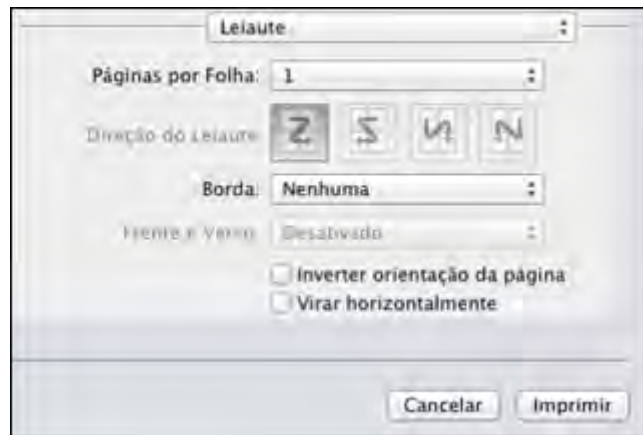 Leiaute
Páginas por Folha: 1
Direção do Leiaute
Borda: Nenhuma
Frente e Verso: Desativado
Inverter orientação da página
Virar horizontalmente
Cancelar Imprimir